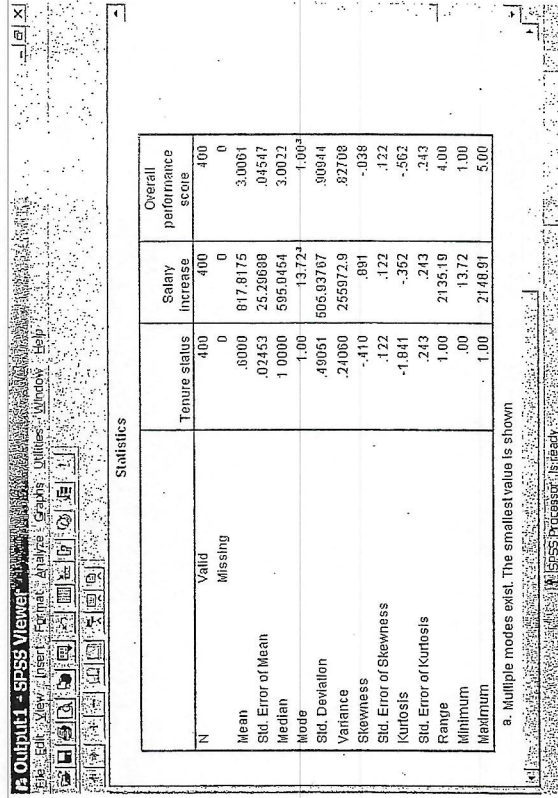 Output1 - SPSS Viewer
File Edit View Insert Format Analyze Graphs Utilities Window Help
Statistics
Tenure status Salary increase Overall performance score
N Valid 400 400 400
Missing 0 0 0
Mean .6000 817.8175 3.0061
Std. Error of Mean .02453 25.29688 .04547
Median 1.0000 595.0454 3.0022
Mode 1.00 13.72a 1.00a
Std. Deviation .49051 505.93767 .90944
Variance .24060 255972.9 .82708
Skewness -.410 .891 -.038
Std. Error of Skewness .122 .122 .122
Kurtosis -1.841 -.352 -.562
Std. Error of Kurtosis .243 .243 .243
Range 1.00 2135.19 4.00
Minimum .00 13.72 1.00
Maximum 1.00 2148.91 5.00
a. Multiple modes exist. The smallest value is shown
SPSS Processor is ready